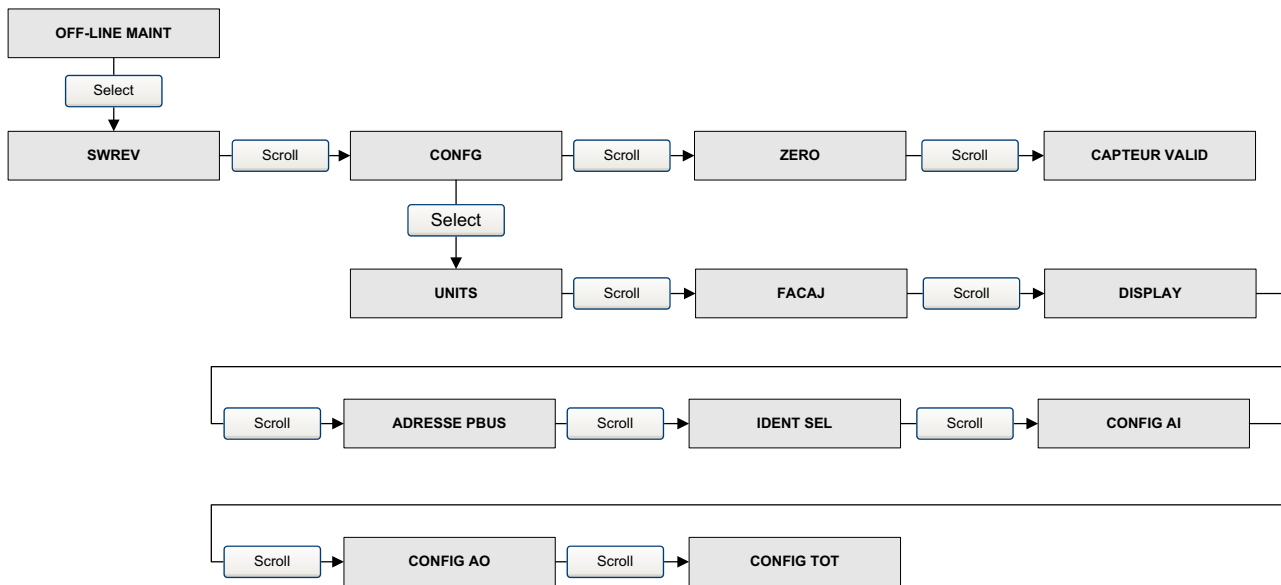 OFF-LINE MAINT
Select
SWREV Scroll CONFG Scroll ZERO Scroll CAPTEUR VALID
Select
UNITS Scroll FACAJ Scroll DISPLAY
Scroll ADRESSE PBUS Scroll IDENT SEL Scroll CONFIG AI
Scroll CONFIG AO Scroll CONFIG TOT